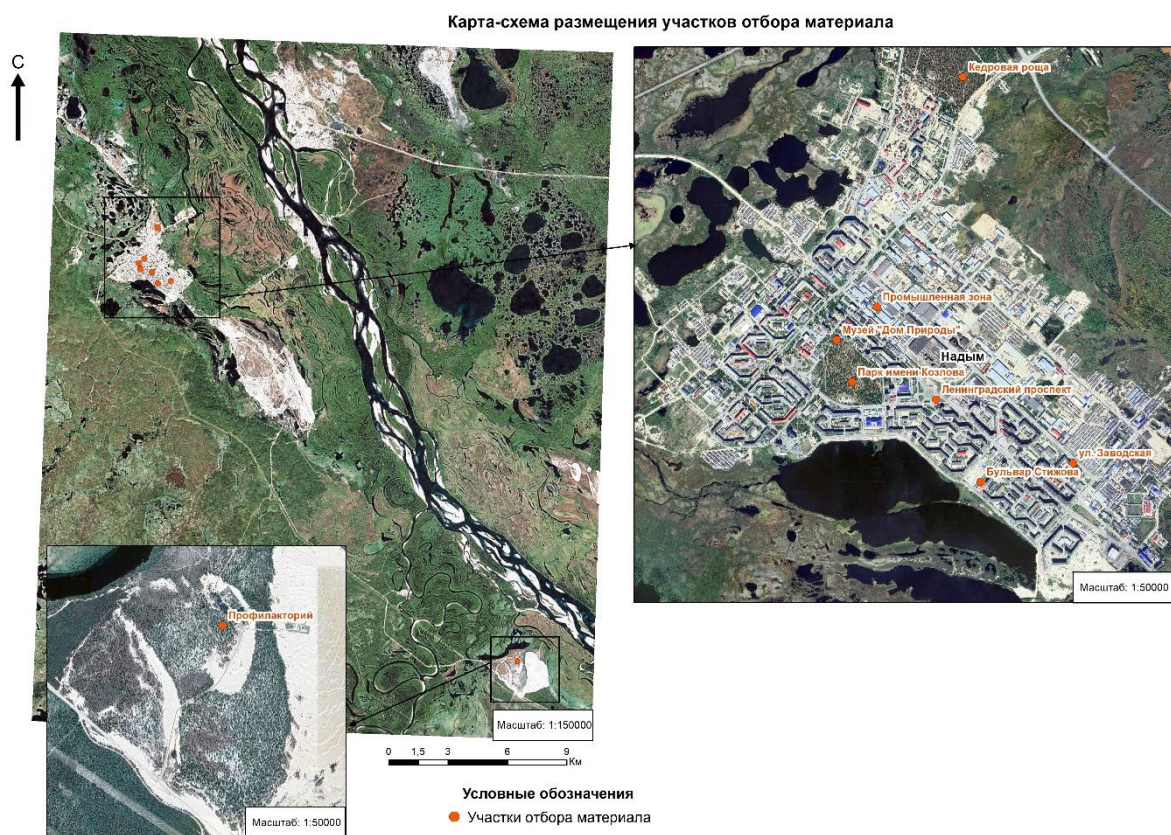 Карта-схема размещения участков отбора материала
С
Кедровая роща
Промышленная зона
Музей "Дом Природы"
Надым
Парк имени Козлова
Ленинградский проспект
ул. Заводская
Бульвар Стижова
Масштаб: 1:50000
Профилакторий
Масштаб: 1:50000
Масштаб: 1:150000
0 1,5 3 6 9
Км
Условные обозначения
Участки отбора материала